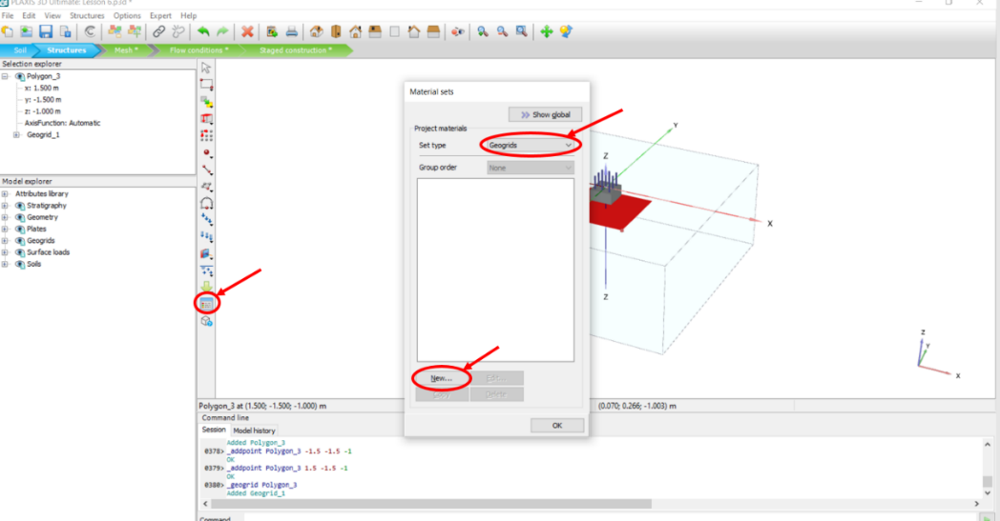 PLAXIS 3D Ultimate: Lesson 6.p3d *
File Edit View Structures Options Expert Help
Soil Structures Mesh * Flow conditions * Staged construction *
Selection explorer
Polygon_3
x: 1.500 m
y: -1.500 m
z: -1.000 m
AxisFunction: Automatic
Geogrid_1
Model explorer
Attributes library
Stratigraphy
Geometry
Plates
Geogrids
Surface loads
Soils
Material sets
Show global
Project materials
Set type Geogrids
Group order None
New... Edit...
Copy Delete
OK
Y
Z
X
Z
Z
Y
X
Polygon_3 at (1.500; -1.500; -1.000) m (0.070; 0.266; -1.003) m
Command line
Session Model history
Added Polygon_3
0378> _addpoint Polygon_3 -1.5 -1.5 -1
OK
0379> _addpoint Polygon_3 1.5 -1.5 -1
OK
0380> _geogrid Polygon_3
Added Geogrid_1
Command